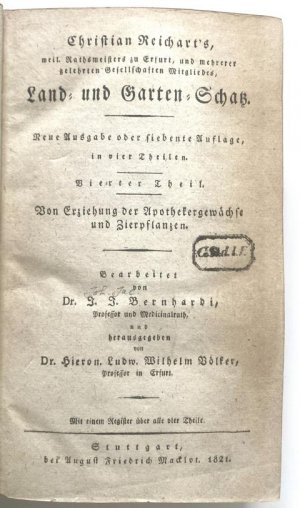 Christian Reichart's,
weil. Rathsmeisters zu Erfurt, und mehrerer
gelehrten Gesellschaften Mitgliedes,
Land- und Garten-Schatz.
Neue Ausgabe oder siebente Auflage,
in vier Theilen.
Vierter Theil.
Von Erziehung der Apothekergewächse
und Zierpflanzen.
Bearbeitet
von
Dr. J. J. Bernhardi,
Professor und Medicinalrath,
und
herausgegeben
von
Dr. Hieron. Ludw. Wilhelm Völker,
Professor in Erfurt.
Mit einem Register über alle vier Theile.
Stuttgart,
bei August Friedrich Macklot. 1821.